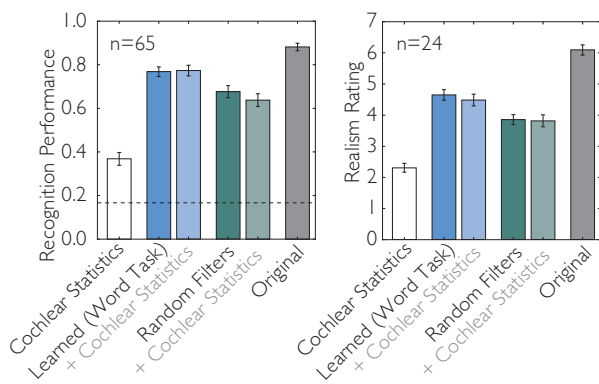 n=65
Recognition Performance
1.0
0.8
0.6
0.4
0.2
0.0
Cochlear Statistics
Learned (Word Task)
+ Cochlear Statistics
Random Filters
+ Cochlear Statistics
Original
n=24
Realism Rating
7
6
5
4
3
2
1
0
Cochlear Statistics
Learned (Word Task)
+ Cochlear Statistics
Random Filters
+ Cochlear Statistics
Original